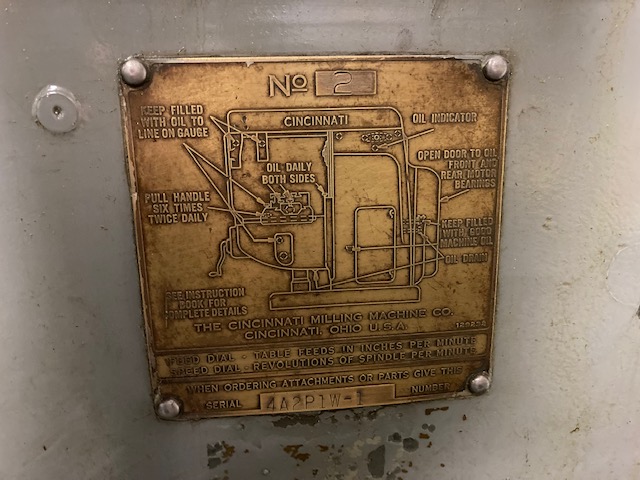 No 2
KEEP FILLED
WITH OIL TO
LINE ON GAUGE
CINCINNATI
OIL INDICATOR
OIL DAILY
BOTH SIDES
OPEN DOOR TO OIL
FRONT AND
REAR MOTOR
BEARINGS
PULL HANDLE
SIX TIMES
TWICE DAILY
KEEP FILLED
WITH GOOD
MACHINE OIL
OIL DRAIN
SEE INSTRUCTION
BOOK FOR
COMPLETE DETAILS
THE CINCINNATI MILLING MACHINE CO.
CINCINNATI, OHIO U.S.A.
FEED DIAL - TABLE FEEDS IN INCHES PER MINUTE
SPEED DIAL - REVOLUTIONS OF SPINDLE PER MINUTE
WHEN ORDERING ATTACHMENTS OR PARTS GIVE THIS
SERIAL 4A2P1W-1 NUMBER